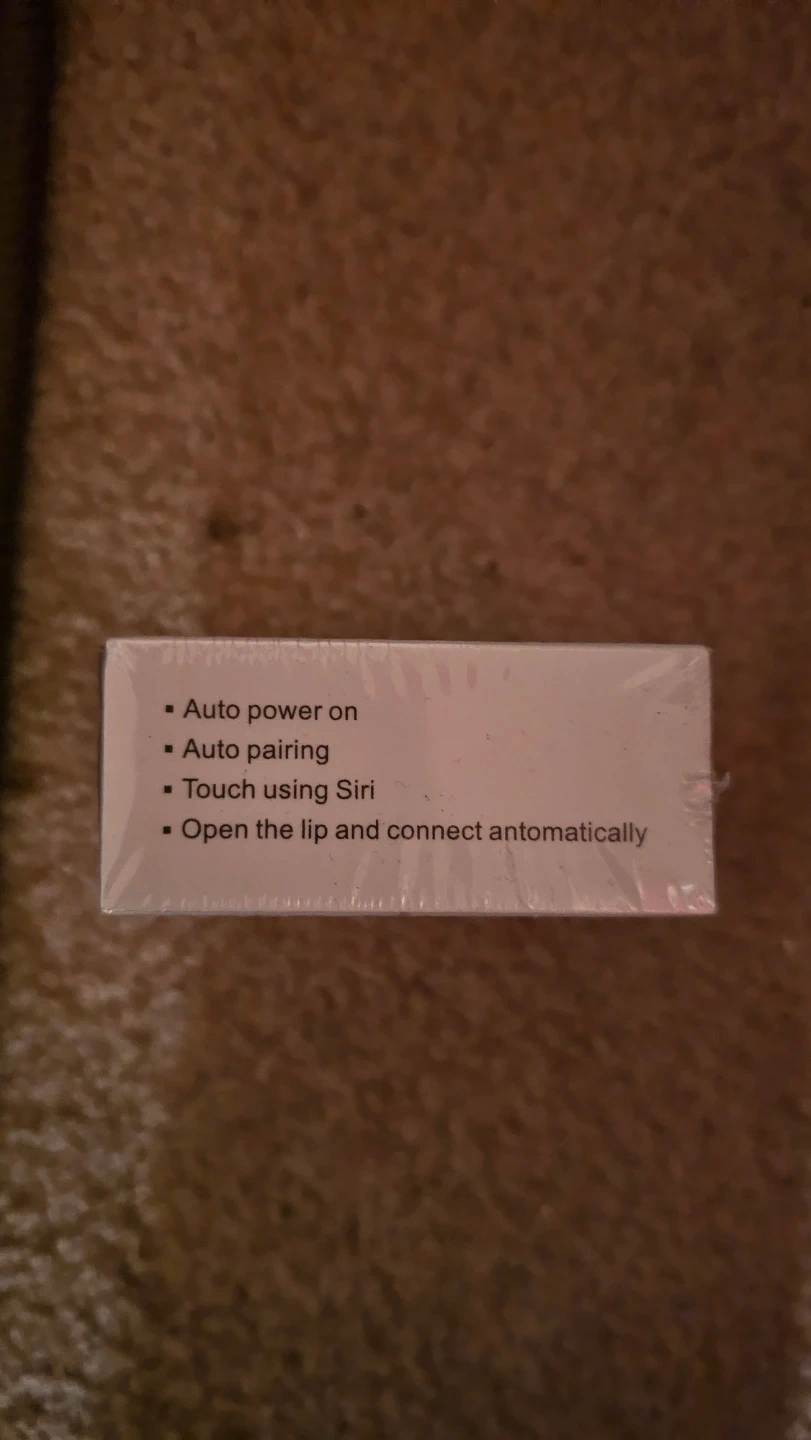 ▪ Auto power on
▪ Auto pairing
▪ Touch using Siri
▪ Open the lip and connect antomatically